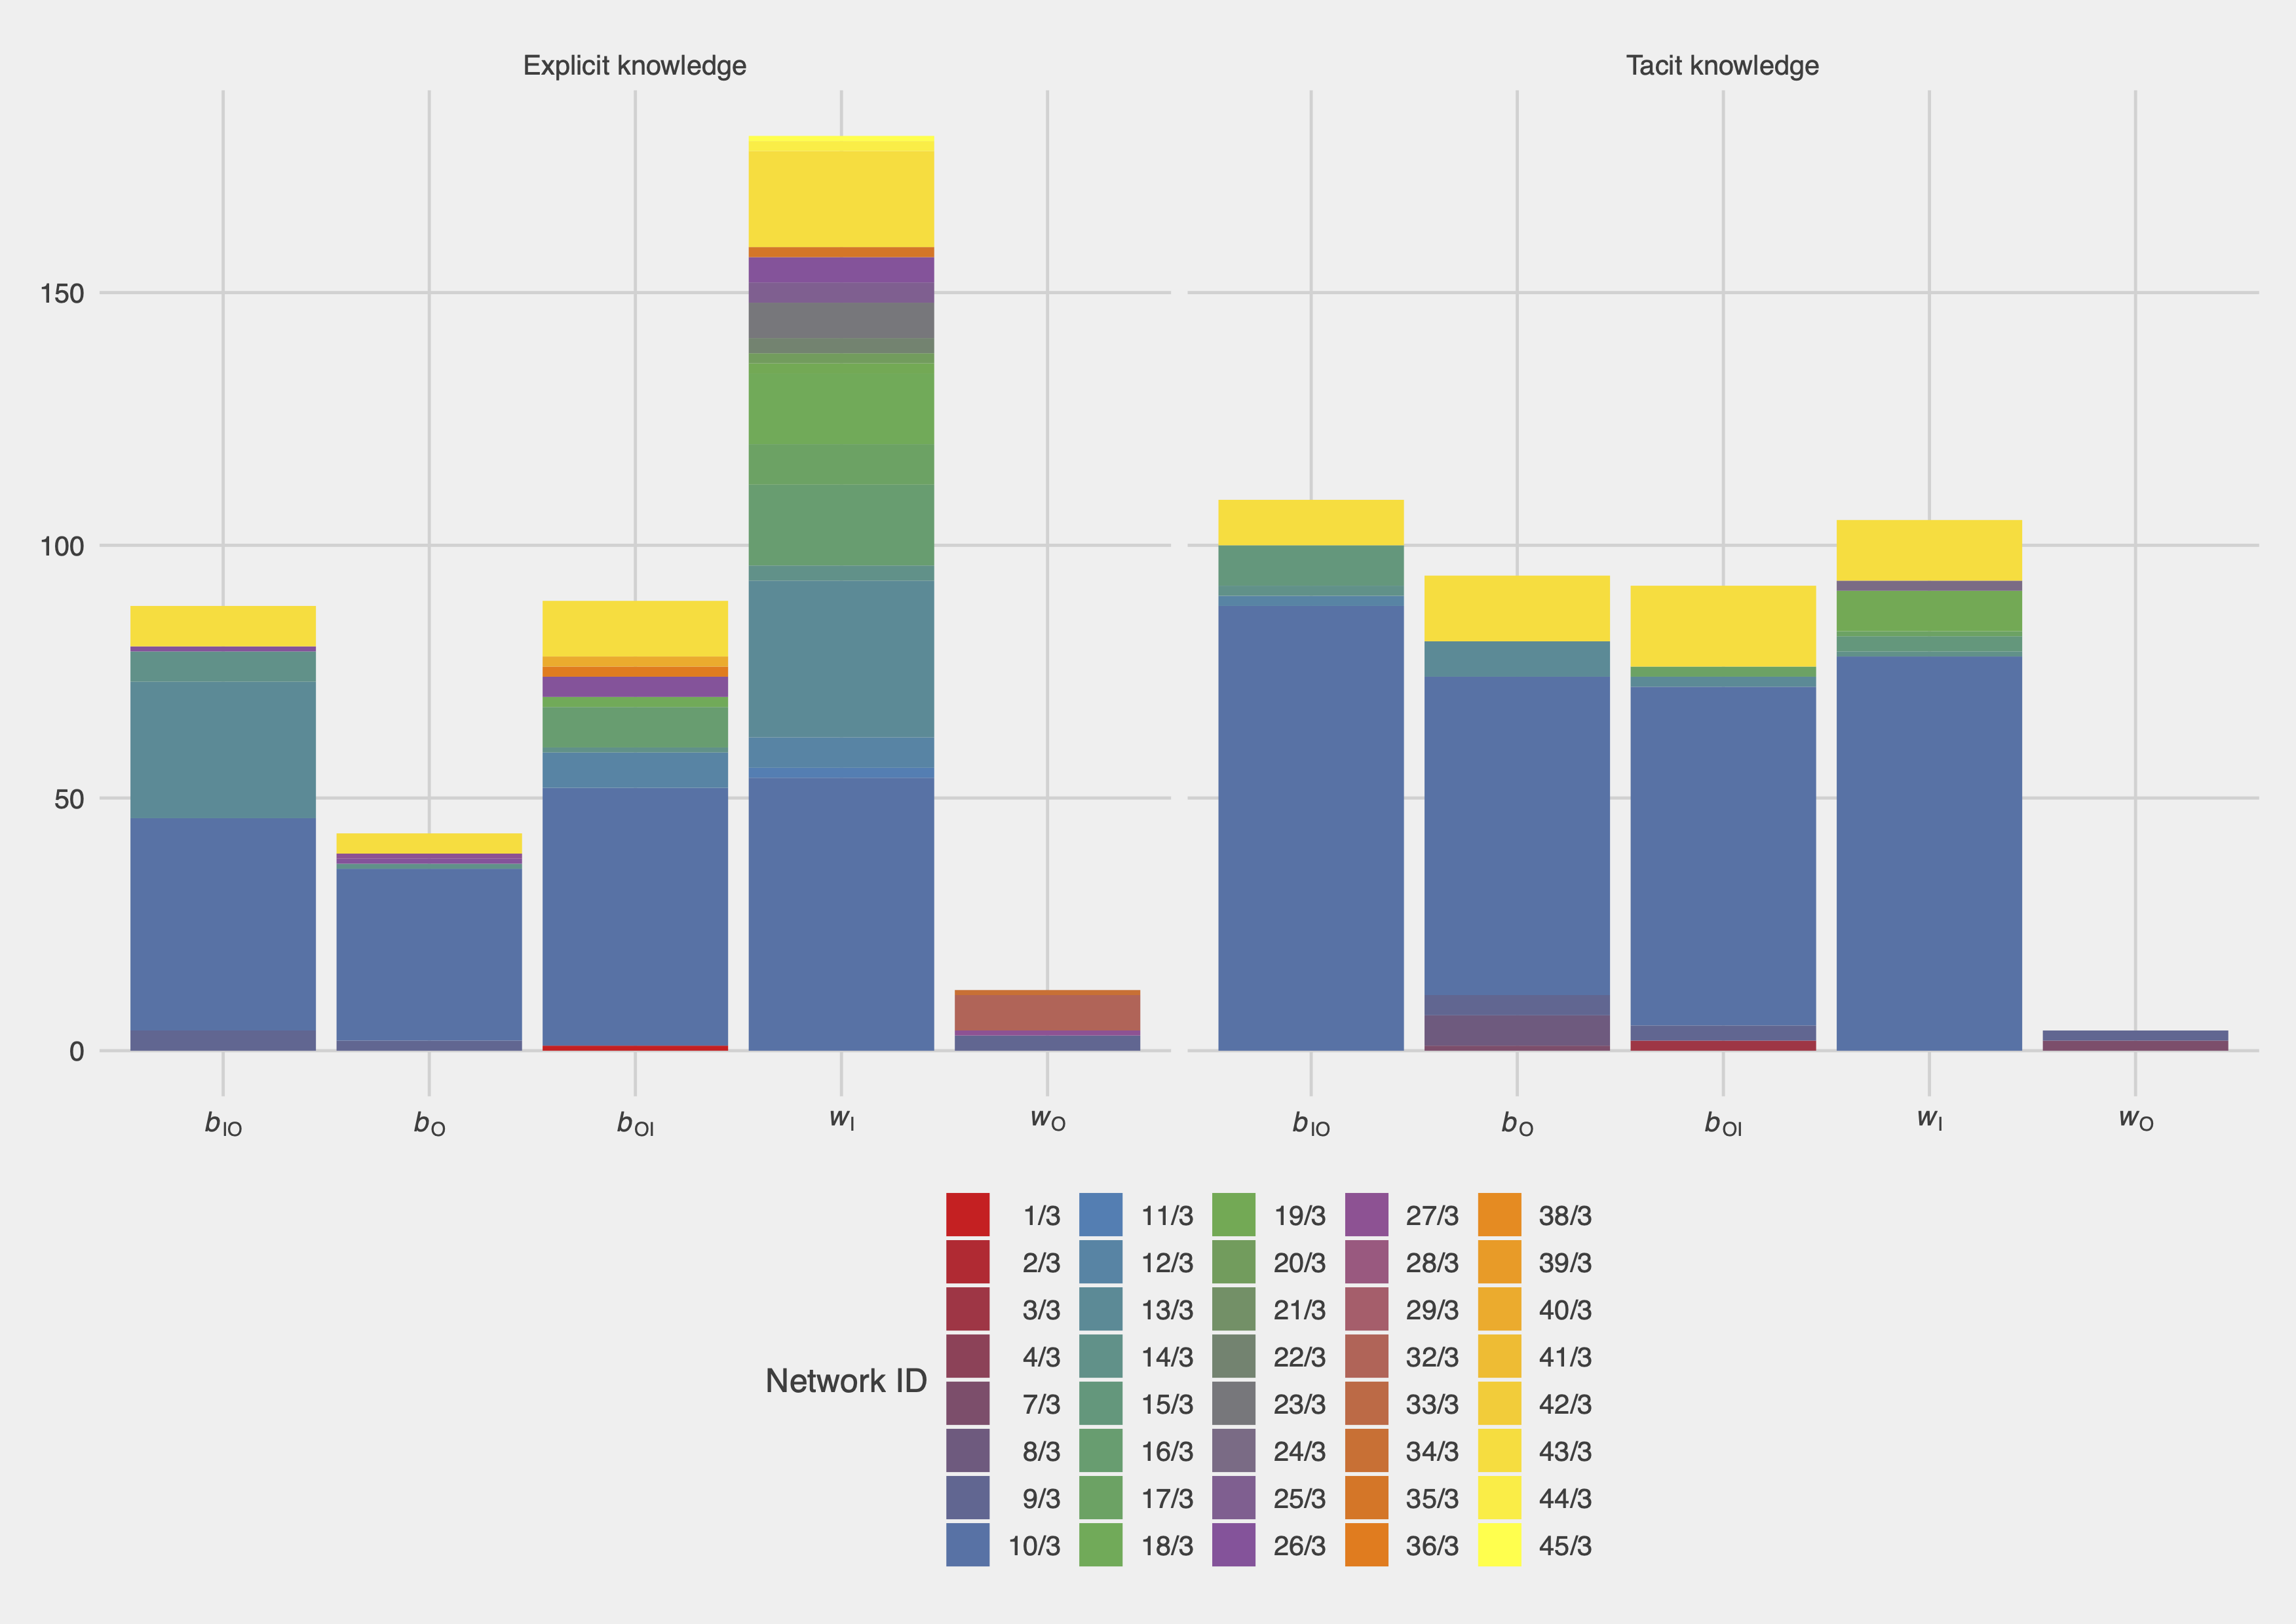 Explicit knowledge Tacit knowledge
150
100
50
0
bIO bO bOI wI wO bIO bO bOI wI wO
1/3 11/3 19/3 27/3 38/3
2/3 12/3 20/3 28/3 39/3
3/3 13/3 21/3 29/3 40/3
4/3 14/3 22/3 32/3 41/3
Network ID
7/3 15/3 23/3 33/3 42/3
8/3 16/3 24/3 34/3 43/3
9/3 17/3 25/3 35/3 44/3
10/3 18/3 26/3 36/3 45/3